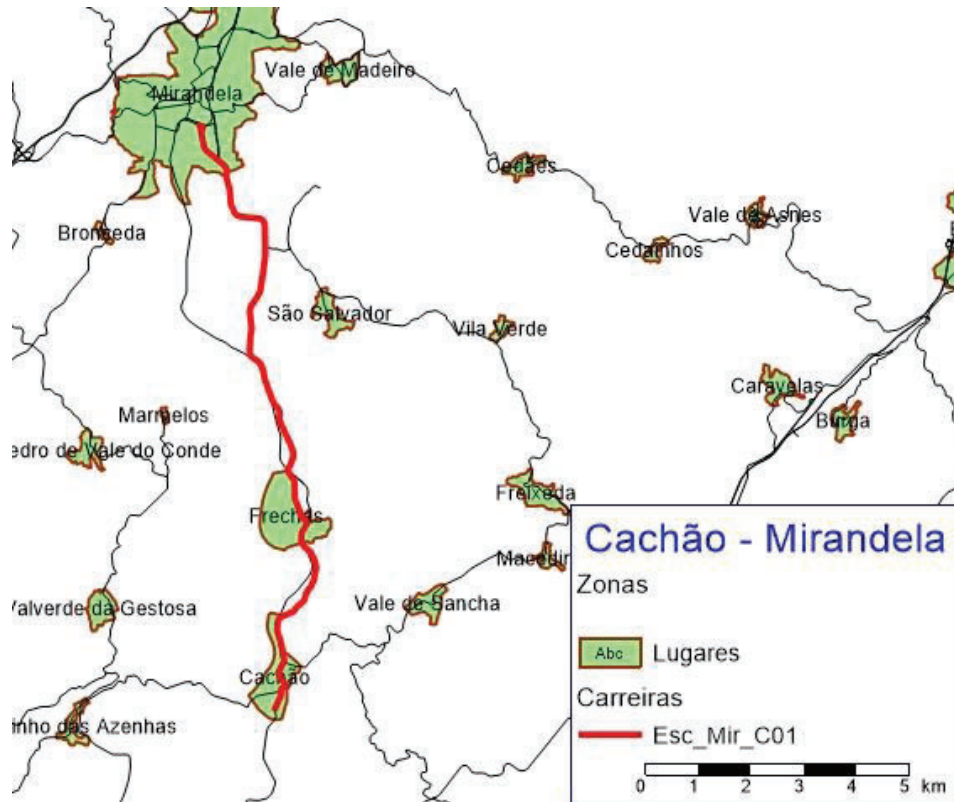 Vale de Madeiro
Mirandela
Cedães
Vale de Asnes
Bronceda
Cedainhos
São Salvador
Vila Verde
Caravelas
Marmelos
Burga
edro de Vale do Conde
Freixeda
Frechas
Cachão - Mirandela
Macedin
Zonas
Vale de Sancha
Valverde da Gestosa
Abc Lugares
Cachão
Carreiras
inho das Azenhas
Esc_Mir_C01
0 1 2 3 4 5 km